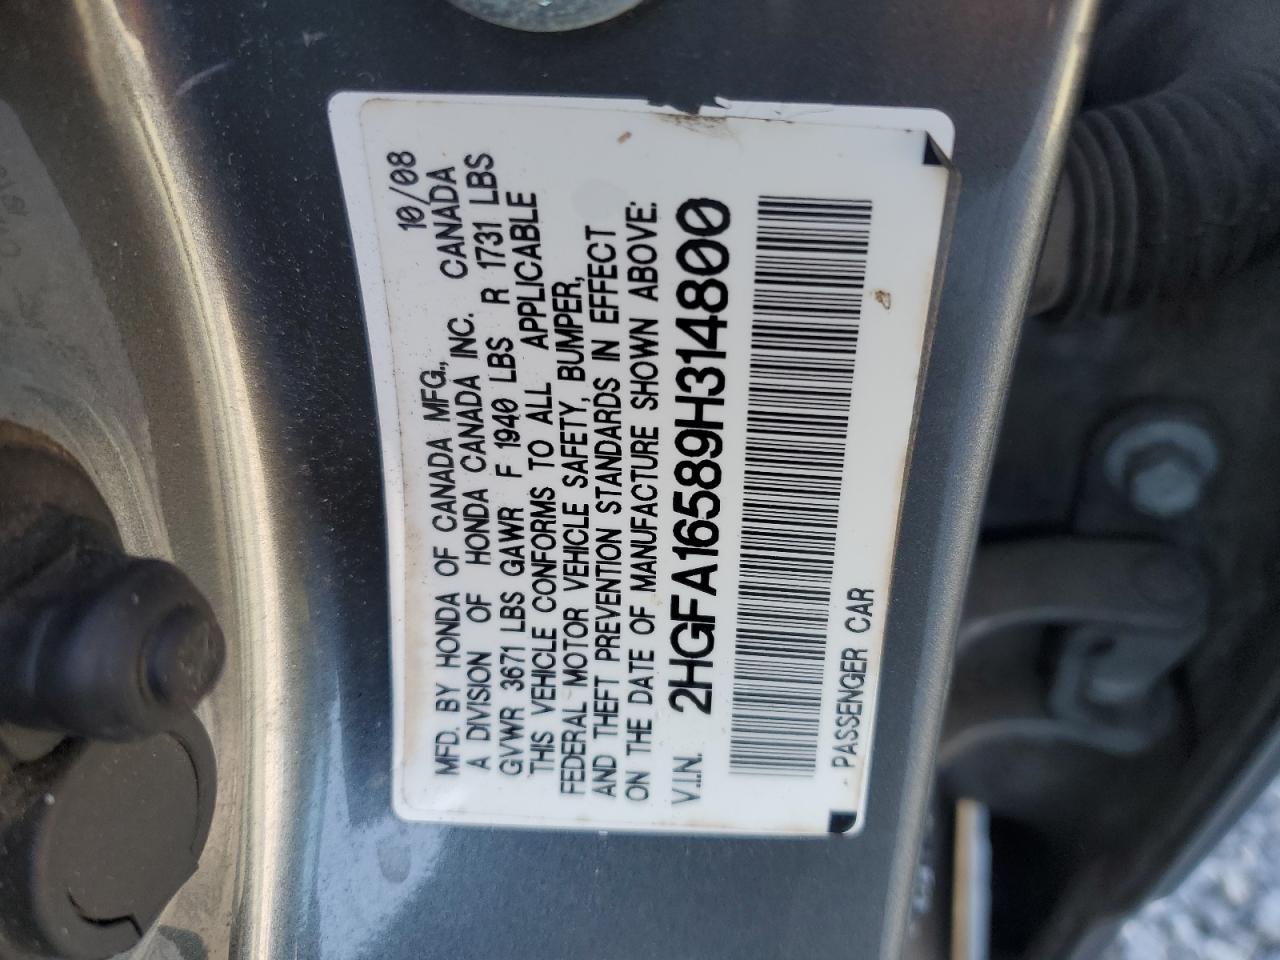 MFD. BY HONDA OF CANADA MFG., 10/08
A DIVISION OF HONDA CANADA INC. CANADA
GVWR 3671 LBS GAWR F 1940 LBS R 1731 LBS
THIS VEHICLE CONFORMS TO ALL APPLICABLE
FEDERAL MOTOR VEHICLE SAFETY, BUMPER,
AND THEFT PREVENTION STANDARDS IN EFFECT
ON THE DATE OF MANUFACTURE SHOWN ABOVE:
V.I.N. 2HGFA16589H314800
PASSENGER CAR